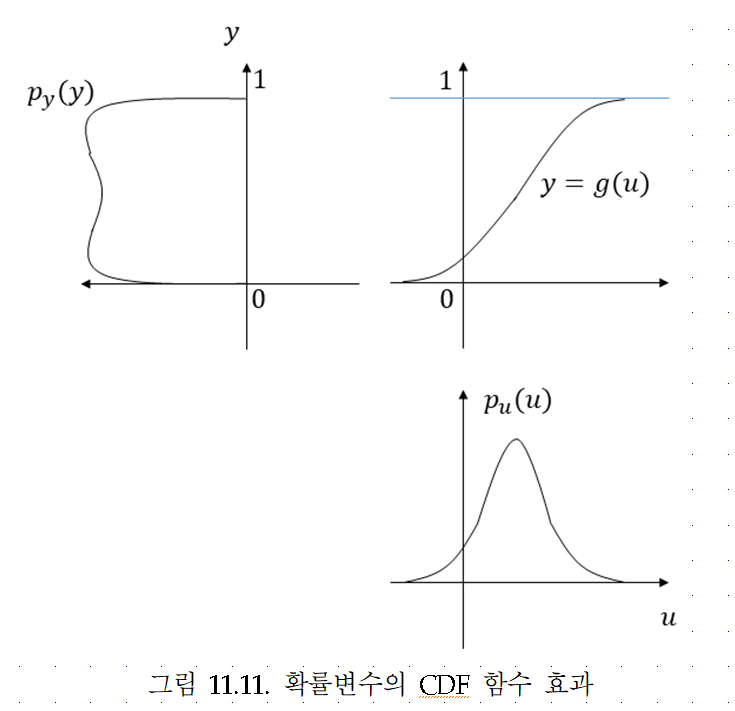 y
p_y(y)
1
0
1
y = g(u)
0
p_u(u)
u
그림 11.11. 확률변수의 CDF 함수 효과